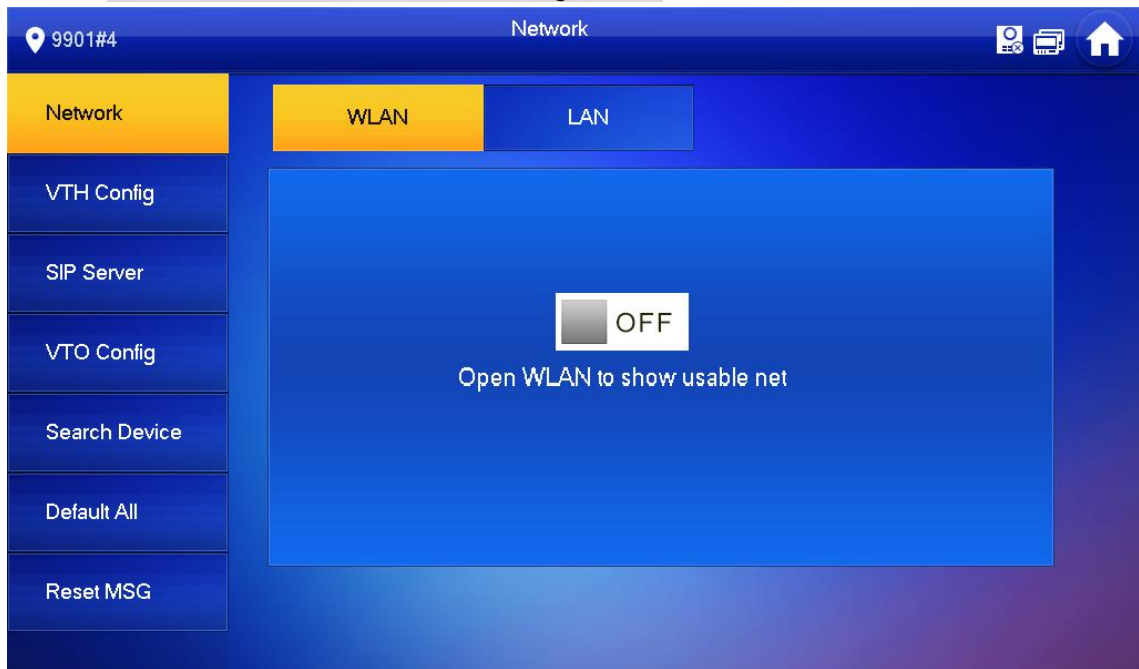 9901#4
Network
Network
WLAN
LAN
VTH Config
SIP Server
OFF
VTO Config
Open WLAN to show usable net
Search Device
Default All
Reset MSG